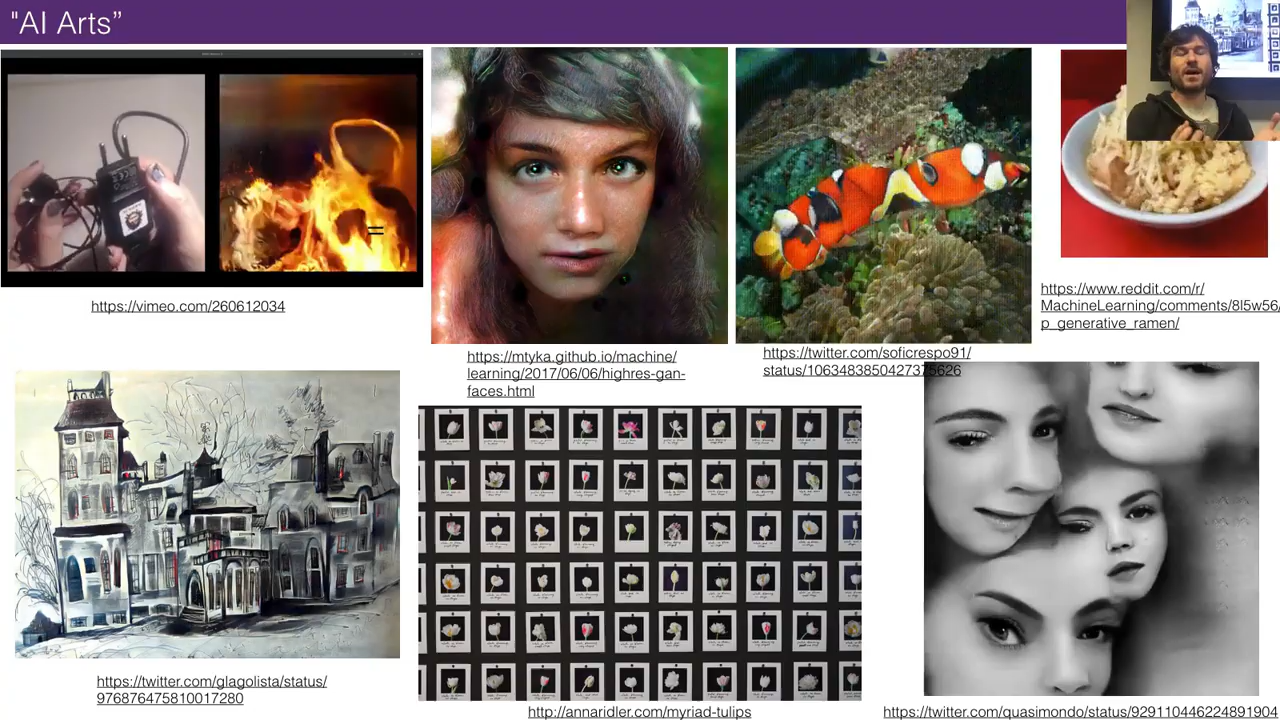 "AI Arts”
https://vimeo.com/260612034
https://mtyka.github.io/machine/
learning/2017/06/06/highres-gan-
faces.html
https://twitter.com/soficrespo91/
status/1063483850427375626
https://www.reddit.com/r/
MachineLearning/comments/8l5w56/
p_generative_ramen/
https://twitter.com/glagolista/status/
976876475810017280
http://annaridler.com/myriad-tulips
https://twitter.com/quasimondo/status/929110446224891904